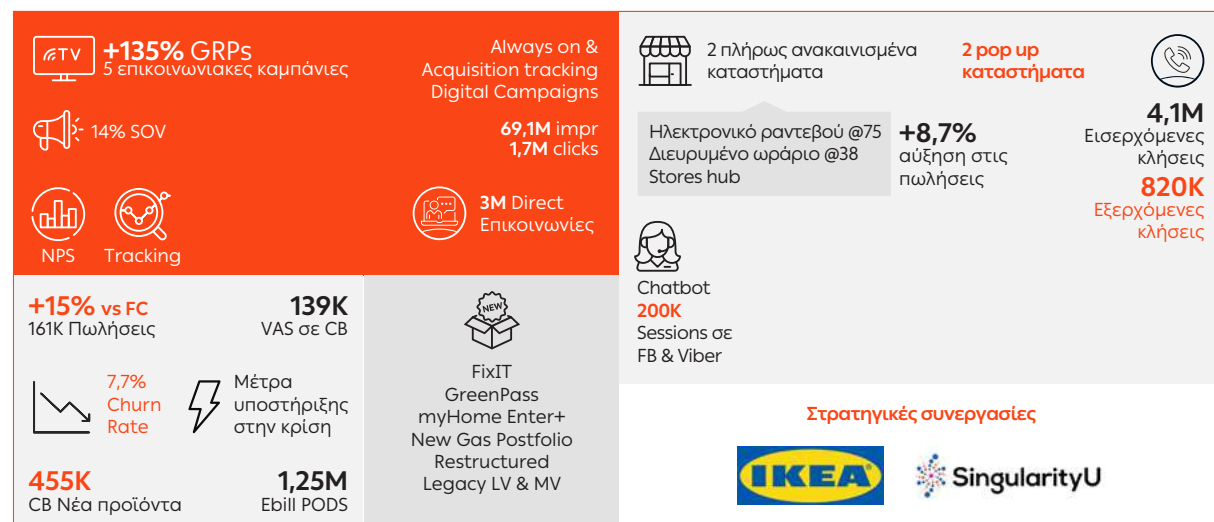 TV
+135% GRPs
5 επικοινωνιακες καμπάνιες
14% SOV
NPS
Tracking
Always on &
Acquisition tracking
Digital Campaigns
69,1M impr
1,7M clicks
3M Direct
Επικοινωνίες
2 πλήρως ανακαινισμένα
καταστήματα
2 pop up
καταστήματα
Ηλεκτρονικό ραντεβού @75
Διευρυμένο ωράριο @38
Stores hub
+8,7%
αύξηση στις
πωλήσεις
4,1M
Εισερχόμενες
κλήσεις
820K
Εξερχόμενες
κλήσεις
Chatbot
200K
Sessions σε
FB & Viber
+15% vs FC
161K Πωλήσεις
139K
VAS σε CB
7,7%
Churn
Rate
Μέτρα
υποστήριξης
στην κρίση
455K
CB Νέα προϊόντα
1,25M
Ebill PODS
NEW
FixIT
GreenPass
myHome Enter+
New Gas Postfolio
Restructured
Legacy LV & MV
Στρατηγικές συνεργασίες
IKEA
SingularityU